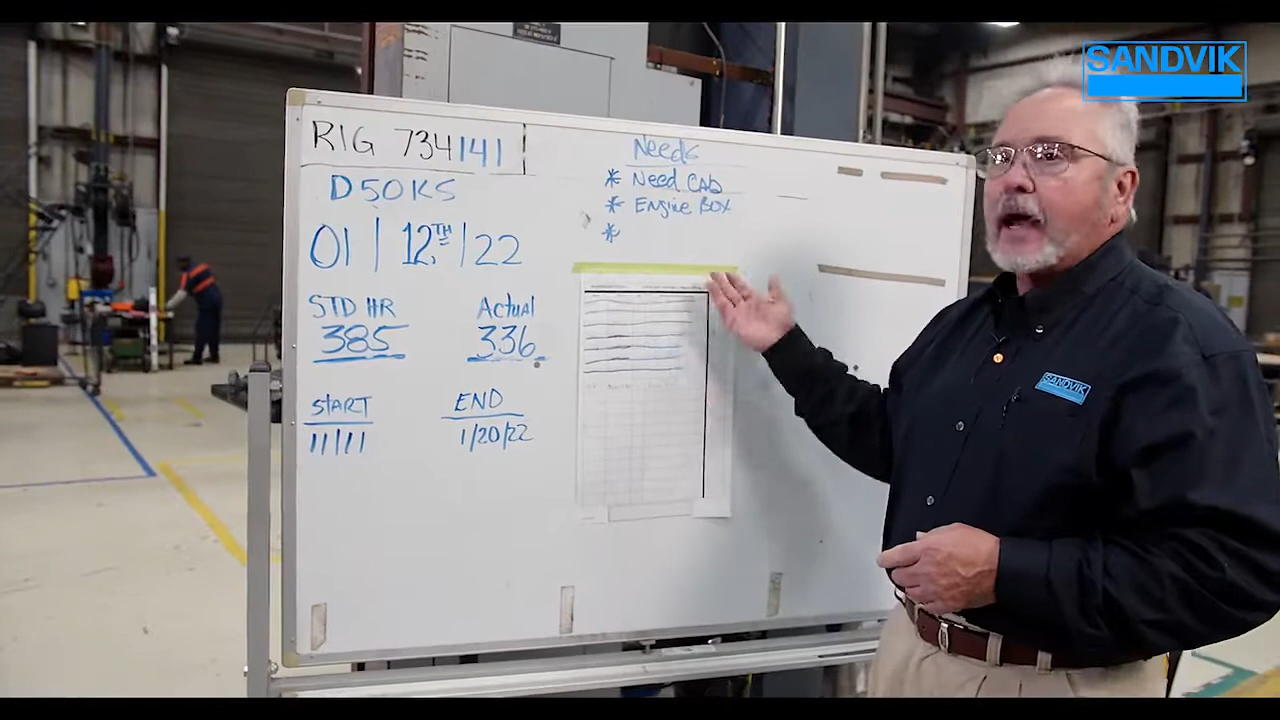 SANDVIK
RIG 734141
D50KS
01 | 12TH | 22
STD HR
385
Actual
336
START
11/11
END
1/20/22
Needs
* Need CAB
* Engine BOX
*
SANDVIK